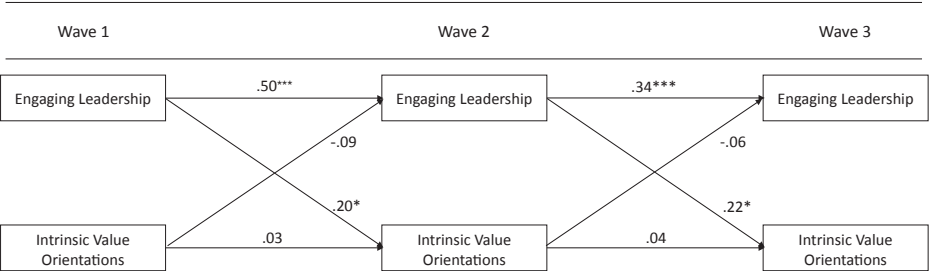 Wave 1 Wave 2 Wave 3
Engaging Leadership .50*** Engaging Leadership .34*** Engaging Leadership
-.09 -.06
.20* .22*
Intrinsic Value Orientations .03 Intrinsic Value Orientations .04 Intrinsic Value Orientations